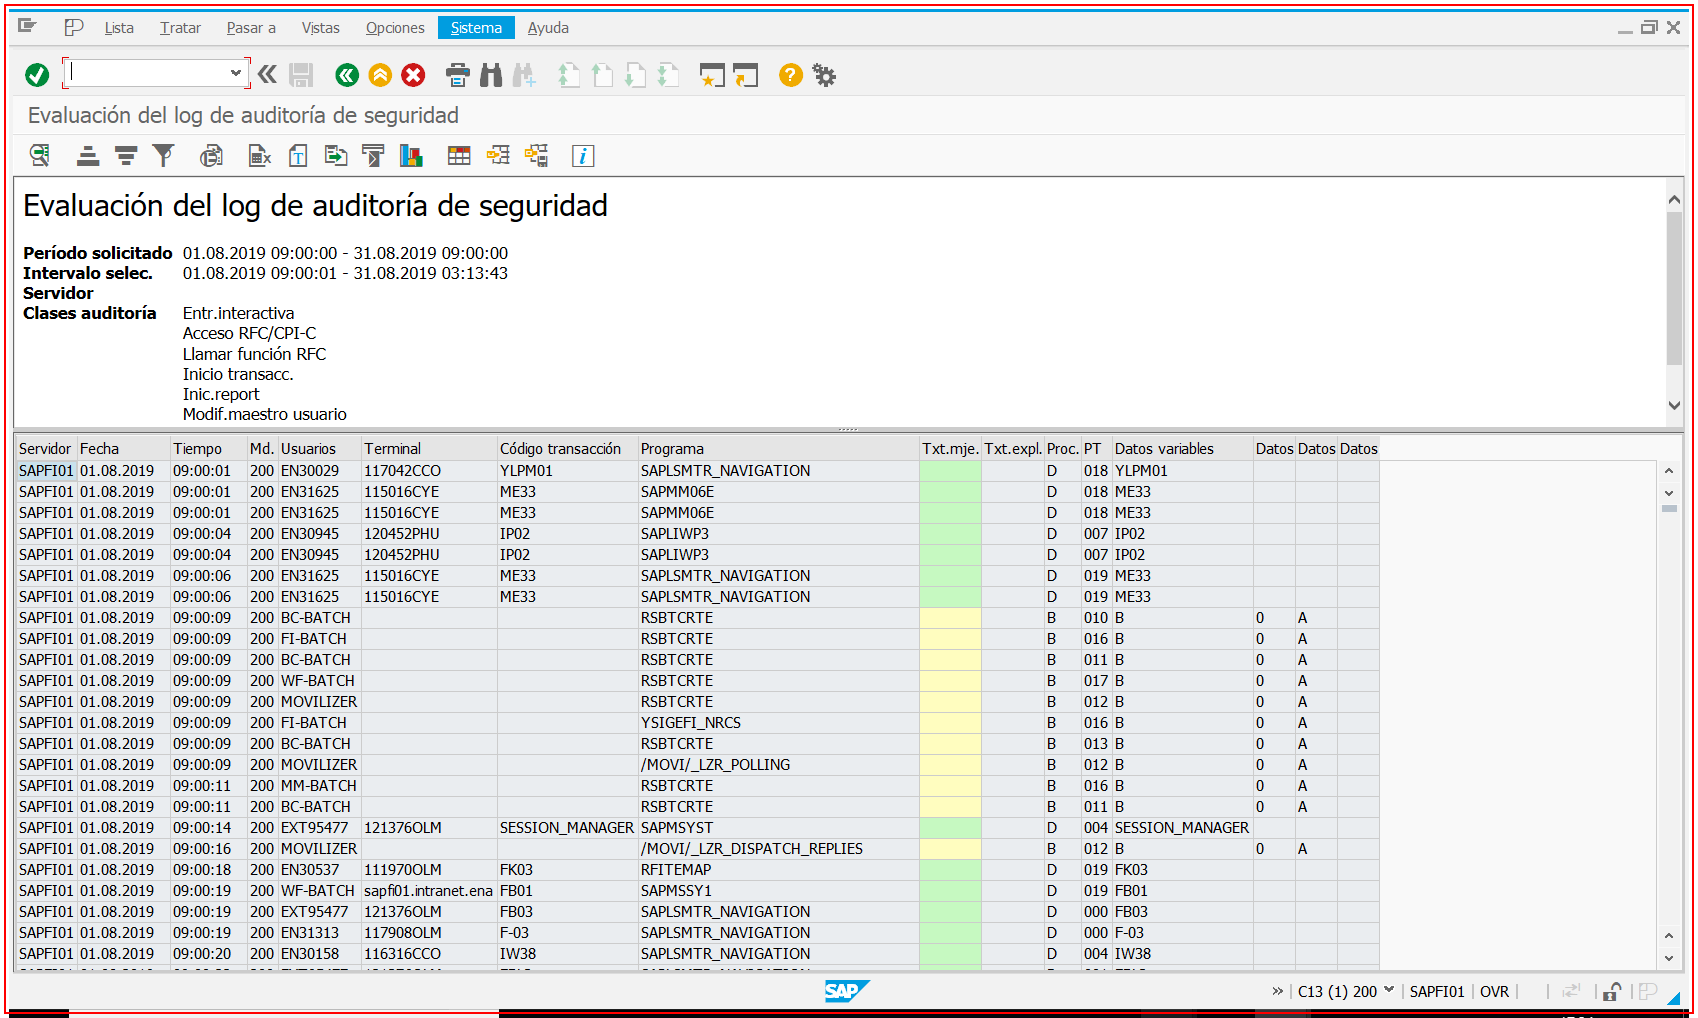 Lista Tratar Pasar a Vistas Opciones Sistema Ayuda
Evaluación del log de auditoría de seguridad
Evaluación del log de auditoría de seguridad
Período solicitado 01.08.2019 09:00:00 - 31.08.2019 09:00:00
Intervalo selec. 01.08.2019 09:00:01 - 31.08.2019 03:13:43
Servidor
Clases auditoría Entr.interactiva
Acceso RFC/CPI-C
Llamar función RFC
Inicio transacc.
Inic.report
Modif.maestro usuario
Servidor Fecha Tiempo Md. Usuarios Terminal Código transacción Programa Txt.mje. Txt.expl. Proc. PT Datos variables Datos Datos Datos
SAPFI01 01.08.2019 09:00:01 200 EN30029 117042CCO YLPM01 SAPLSMTR_NAVIGATION D 018 YLPM01
SAPFI01 01.08.2019 09:00:01 200 EN31625 115016CYE ME33 SAPMM06E D 018 ME33
SAPFI01 01.08.2019 09:00:01 200 EN31625 115016CYE ME33 SAPMM06E D 018 ME33
SAPFI01 01.08.2019 09:00:04 200 EN30945 120452PHU IP02 SAPLIWP3 D 007 IP02
SAPFI01 01.08.2019 09:00:04 200 EN30945 120452PHU IP02 SAPLIWP3 D 007 IP02
SAPFI01 01.08.2019 09:00:06 200 EN31625 115016CYE ME33 SAPLSMTR_NAVIGATION D 019 ME33
SAPFI01 01.08.2019 09:00:06 200 EN31625 115016CYE ME33 SAPLSMTR_NAVIGATION D 019 ME33
SAPFI01 01.08.2019 09:00:09 200 BC-BATCH RSBTCRTE B 010 B 0 A
SAPFI01 01.08.2019 09:00:09 200 FI-BATCH RSBTCRTE B 016 B 0 A
SAPFI01 01.08.2019 09:00:09 200 BC-BATCH RSBTCRTE B 011 B 0 A
SAPFI01 01.08.2019 09:00:09 200 WF-BATCH RSBTCRTE B 017 B 0 A
SAPFI01 01.08.2019 09:00:09 200 MOVILIZER RSBTCRTE B 012 B 0 A
SAPFI01 01.08.2019 09:00:09 200 FI-BATCH YSIGEFI_NRCS B 016 B 0 A
SAPFI01 01.08.2019 09:00:09 200 BC-BATCH RSBTCRTE B 013 B 0 A
SAPFI01 01.08.2019 09:00:09 200 MOVILIZER /MOVI/_LZR_POLLING B 012 B 0 A
SAPFI01 01.08.2019 09:00:11 200 MM-BATCH RSBTCRTE B 016 B 0 A
SAPFI01 01.08.2019 09:00:11 200 BC-BATCH RSBTCRTE B 011 B 0 A
SAPFI01 01.08.2019 09:00:14 200 EXT95477 121376OLM SESSION_MANAGER SAPMSYST D 004 SESSION_MANAGER
SAPFI01 01.08.2019 09:00:16 200 MOVILIZER /MOVI/_LZR_DISPATCH_REPLIES B 012 B 0 A
SAPFI01 01.08.2019 09:00:18 200 EN30537 111970OLM FK03 RFITEMAP D 019 FK03
SAPFI01 01.08.2019 09:00:19 200 WF-BATCH sapfi01.intranet.ena FB01 SAPMSSY1 D 019 FB01
SAPFI01 01.08.2019 09:00:19 200 EXT95477 121376OLM FB03 SAPLSMTR_NAVIGATION D 000 FB03
SAPFI01 01.08.2019 09:00:19 200 EN31313 117908OLM F-03 SAPLSMTR_NAVIGATION D 000 F-03
SAPFI01 01.08.2019 09:00:20 200 EN30158 116316CCO IW38 SAPLSMTR_NAVIGATION D 004 IW38
SAP » C13 (1) 200 SAPFI01 OVR